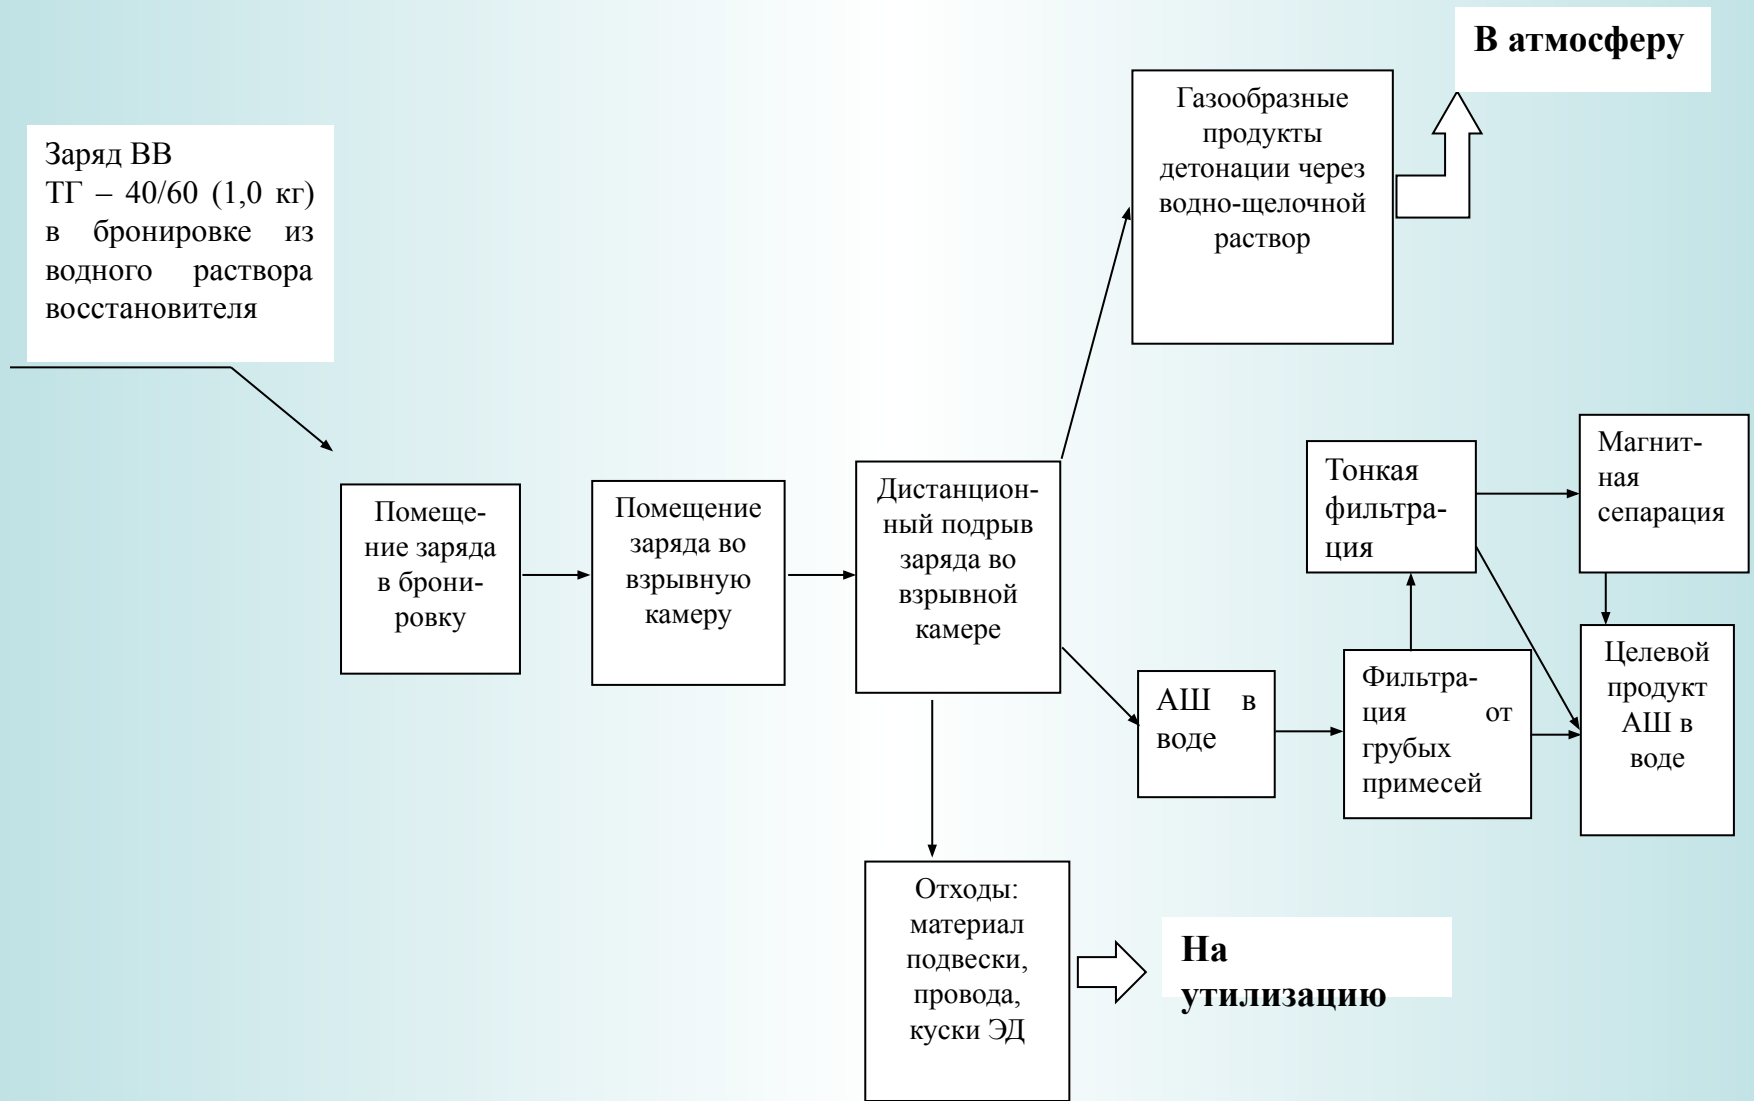 В атмосферу
Газообразные
продукты
детонации через
водно-щелочной
раствор
Заряд ВВ
ТГ – 40/60 (1,0 кг)
в бронировке из
водного раствора
восстановителя
Помеще-
ние заряда
в брони-
ровку
Помещение
заряда во
взрывную
камеру
Дистанцион-
ный подрыв
заряда во
взрывной
камере
Тонкая
фильтра-
ция
Магнит-
ная
сепарация
АШ в
воде
Фильтра-
ция от
грубых
примесей
Целевой
продукт
АШ в
воде
Отходы:
материал
подвески,
провода,
куски ЭД
На
утилизацию